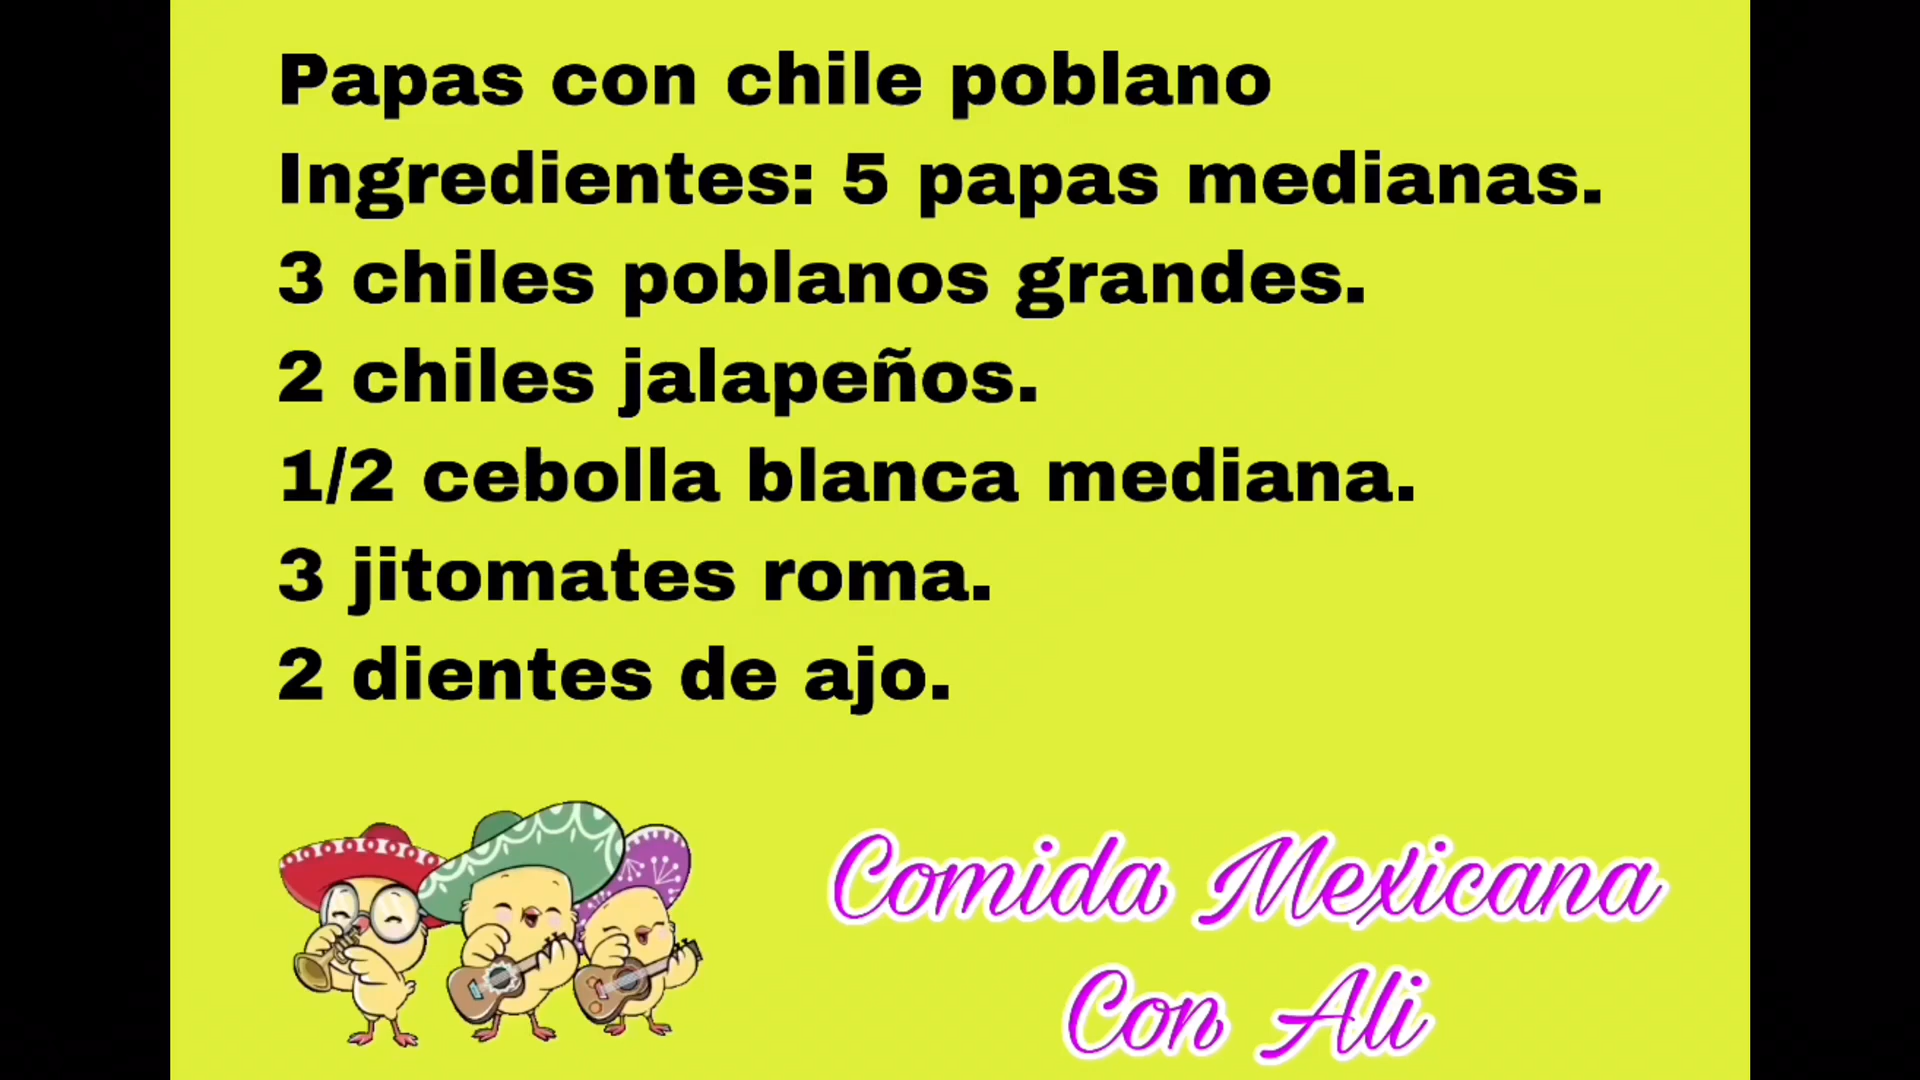 Papas con chile poblano
Ingredientes: 5 papas medianas.
3 chiles poblanos grandes.
2 chiles jalapeños.
1/2 cebolla blanca mediana.
3 jitomates roma.
2 dientes de ajo.
Comida Mexicana
Con Ali